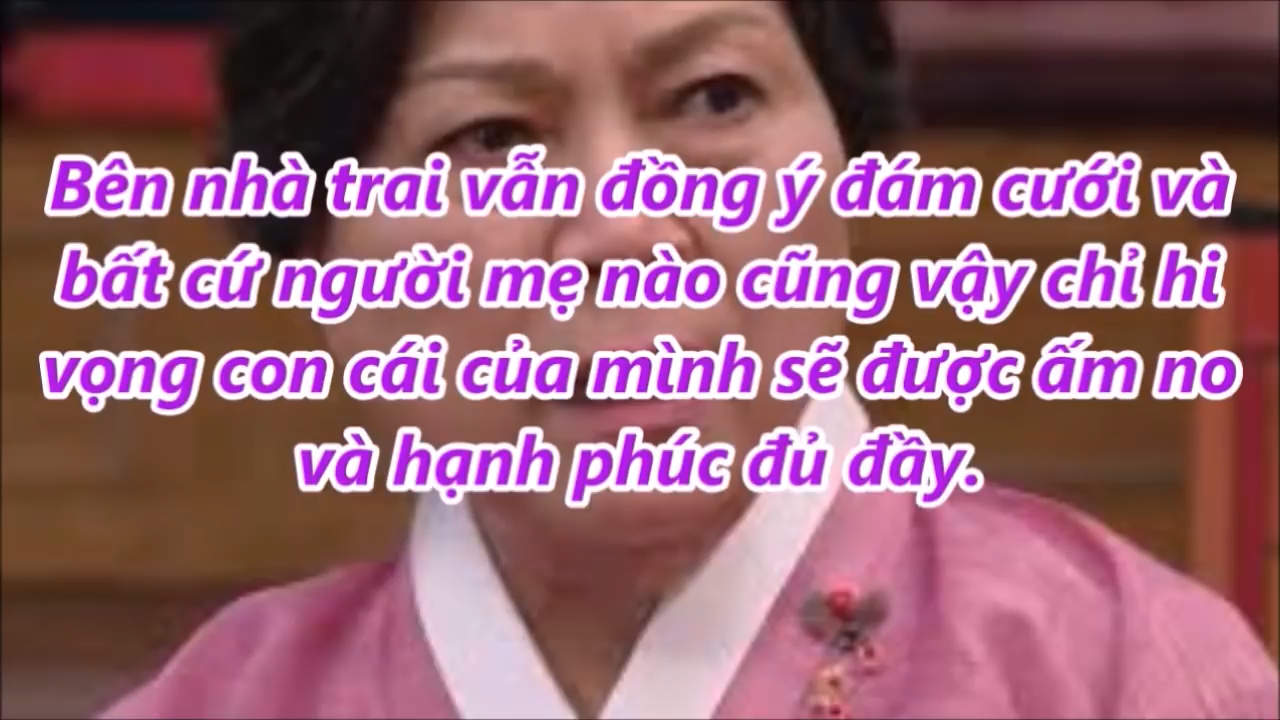 Bên nhà trai vẫn đồng ý đám cưới và
bất cứ người mẹ nào cũng vậy chỉ hi
vọng con cái của mình sẽ được ấm no
và hạnh phúc đủ đầy.